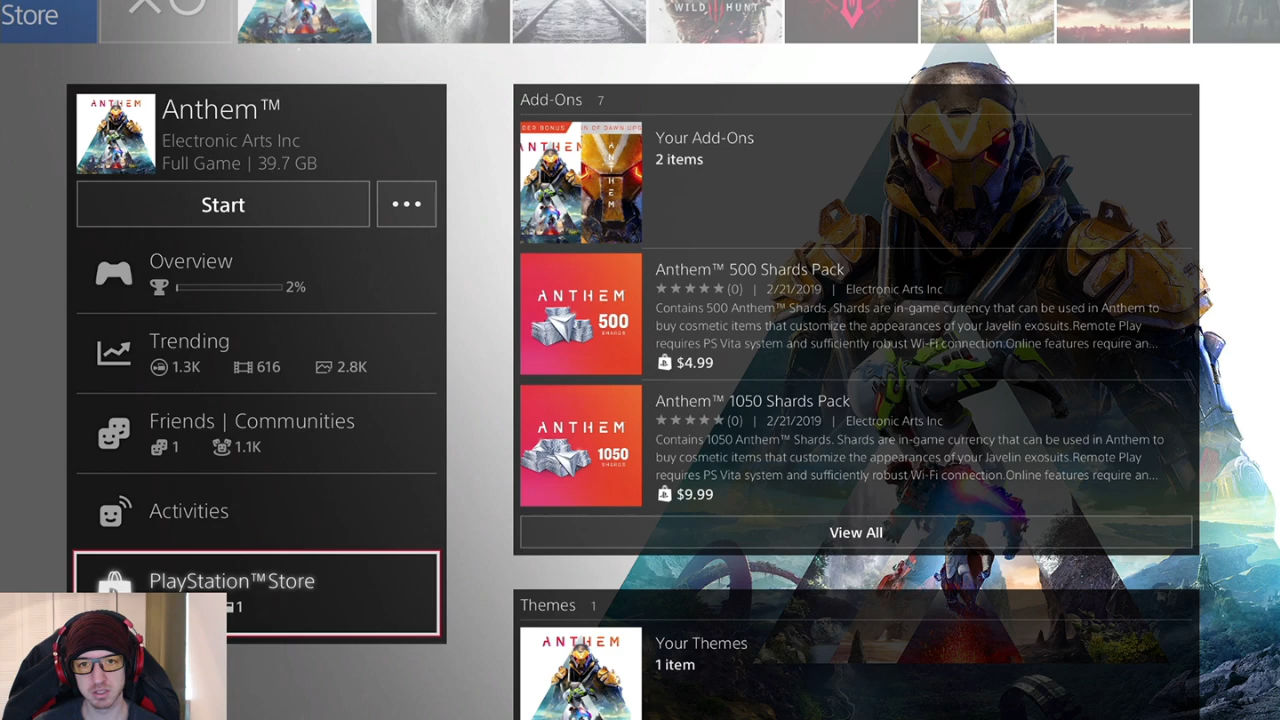 Store
WILD HUNT
ANTHEM
Anthem™
Electronic Arts Inc
Full Game | 39.7 GB
Start
Overview
2%
Trending
1.3K 616 2.8K
Friends | Communities
1 1.1K
Activities
PlayStation™Store
1
Add-Ons 7
ANTHEM
ANTHEM
Your Add-Ons
2 items
ANTHEM
500
SHARDS
Anthem™ 500 Shards Pack
(0) | 2/21/2019 | Electronic Arts Inc
Contains 500 Anthem™ Shards. Shards are in-game currency that can be used in Anthem to
buy cosmetic items that customize the appearances of your Javelin exosuits.Remote Play
requires PS Vita system and sufficiently robust Wi-Fi connection.Online features require an...
$4.99
ANTHEM
1050
SHARDS
Anthem™ 1050 Shards Pack
(0) | 2/21/2019 | Electronic Arts Inc
Contains 1050 Anthem™ Shards. Shards are in-game currency that can be used in Anthem to
buy cosmetic items that customize the appearances of your Javelin exosuits.Remote Play
requires PS Vita system and sufficiently robust Wi-Fi connection.Online features require an...
$9.99
View All
Themes 1
ANTHEM
Your Themes
1 item